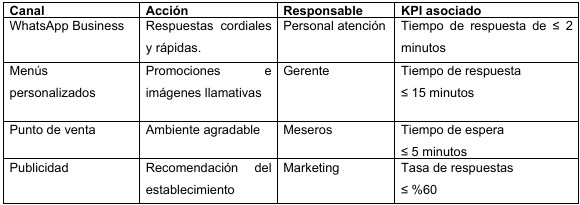 Canal Acción Responsable KPI asociado
WhatsApp Business Respuestas cordiales Personal atención Tiempo de respuesta de ≤ 2
y rápidas. minutos
Menús Promociones e Gerente Tiempo de respuesta
personalizados imágenes llamativas ≤ 15 minutos
Punto de venta Ambiente agradable Meseros Tiempo de espera
≤ 5 minutos
Publicidad Recomendación del Marketing Tasa de respuestas
establecimiento ≤ %60